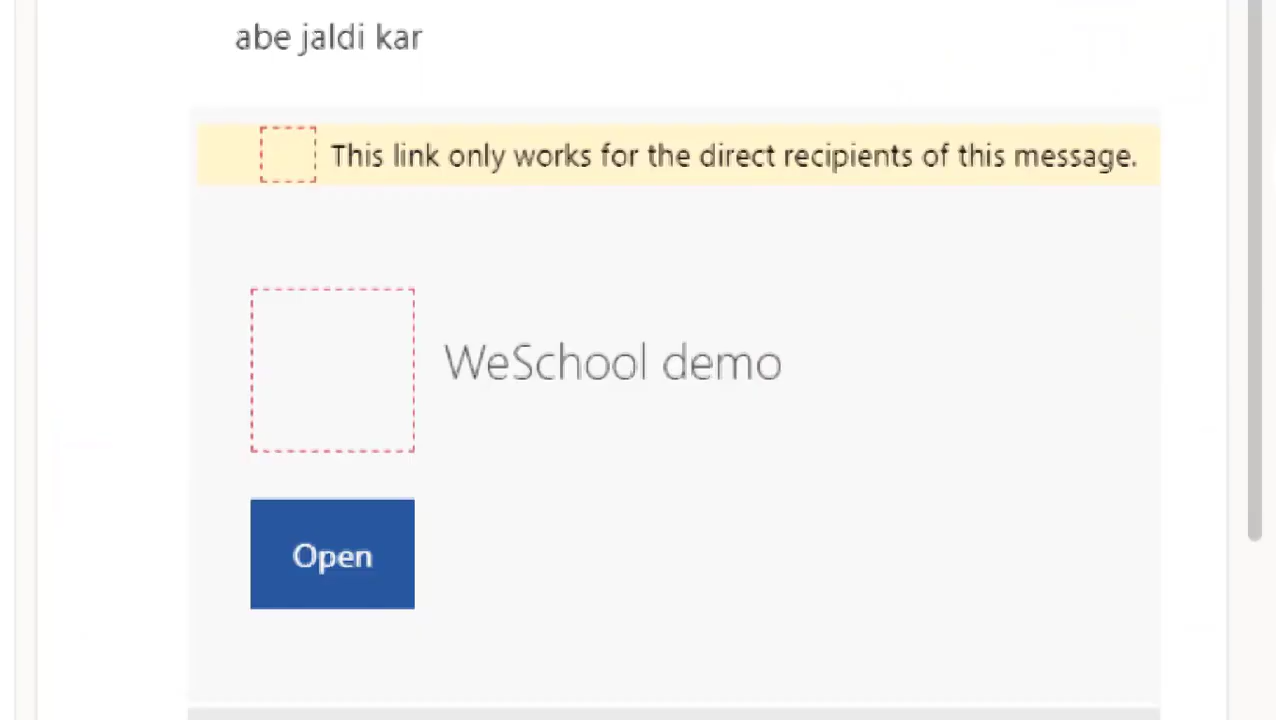 abe jaldi kar
This link only works for the direct recipients of this message.
WeSchool demo
Open